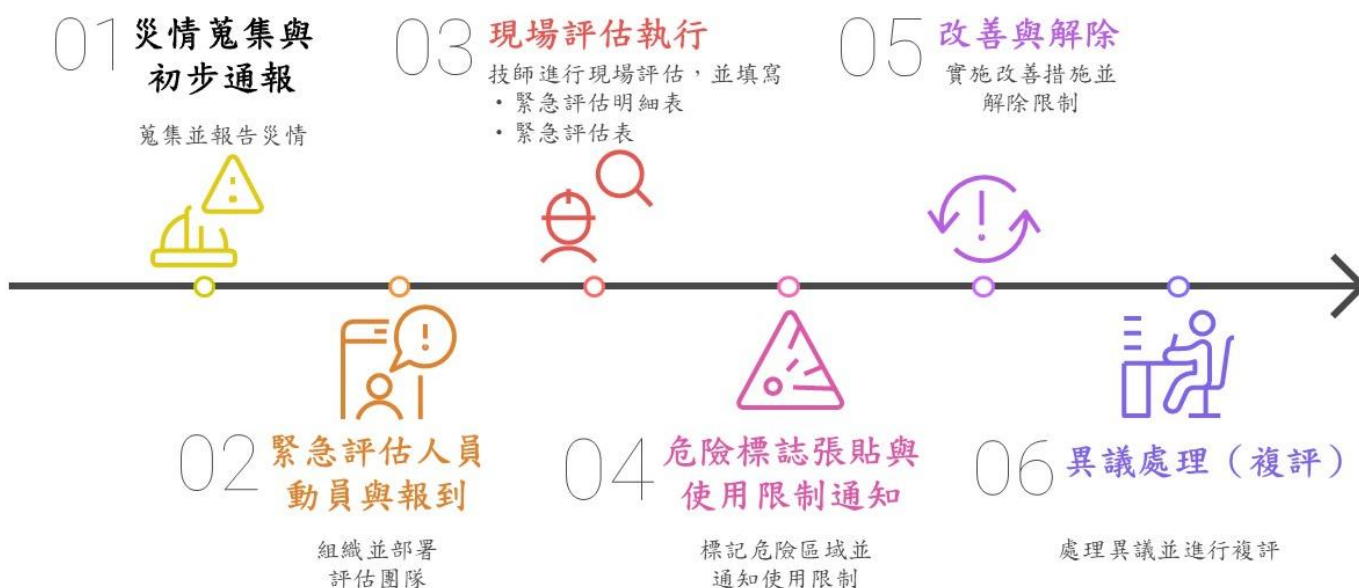 01
災情蒐集與
初步通報
蒐集並報告災情
02
緊急評估人員
動員與報到
組織並部署
評估團隊
03
現場評估執行
技師進行現場評估，並填寫
・緊急評估明細表
・緊急評估表
04
危險標誌張貼與
使用限制通知
標記危險區域並
通知使用限制
05
改善與解除
實施改善措施並
解除限制
06
異議處理（複評）
處理異議並進行複評